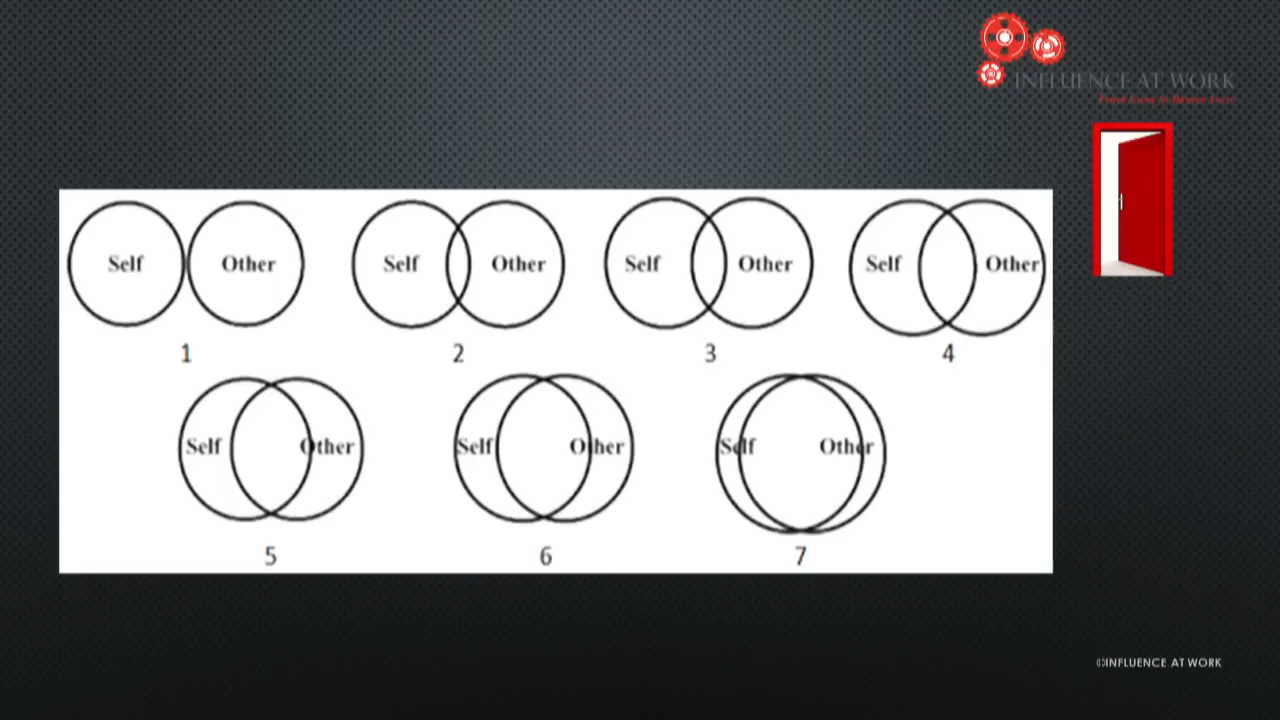 INFLUENCE AT WORK
Self Other Self Other Self Other Self Other
1 2 3 4
Self Other Self Other Self Other
5 6 7
©INFLUENCE AT WORK